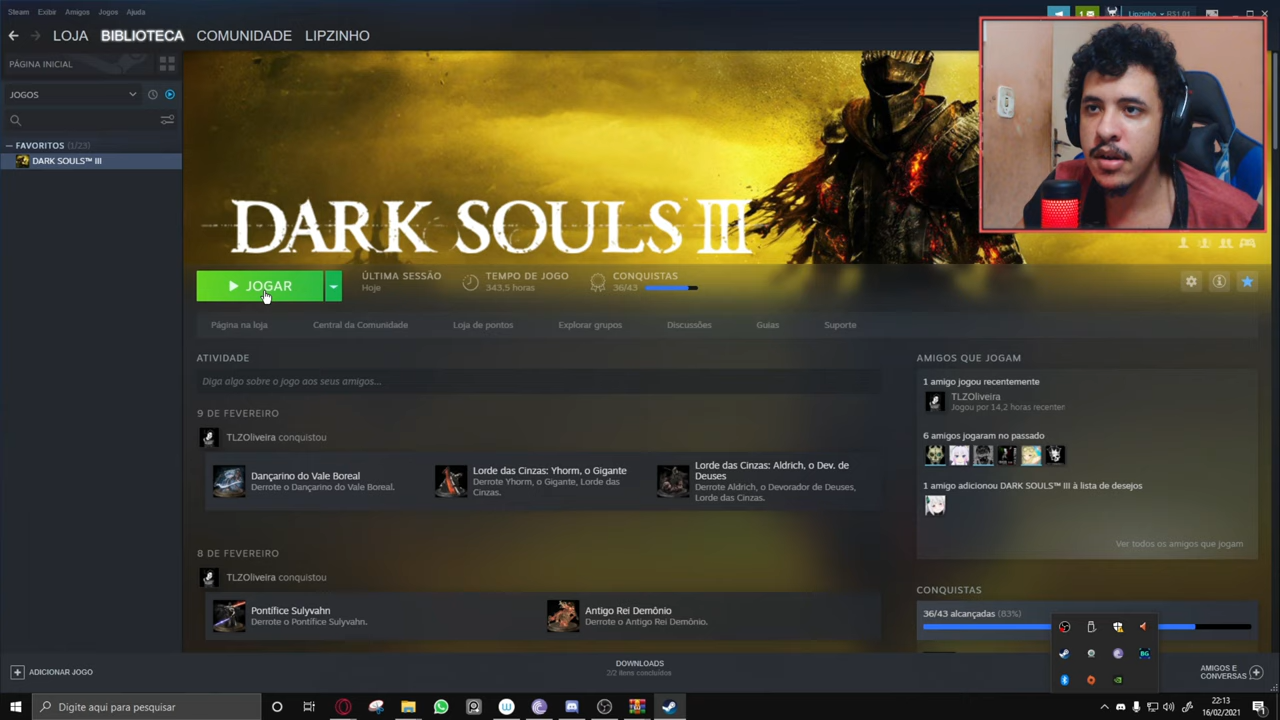 Steam Exibir Amigos Jogos Ajuda
1 Lipzinho R$1,01
LOJA BIBLIOTECA COMUNIDADE LIPZINHO
PÁGINA INICIAL
JOGOS
FAVORITOS (1/23)
DARK SOULS™ III
DARK SOULS III
JOGAR
ÚLTIMA SESSÃO
Hoje
TEMPO DE JOGO
343,5 horas
CONQUISTAS
36/43
Página na loja Central da Comunidade Loja de pontos Explorar grupos Discussões Guias Suporte
ATIVIDADE
Diga algo sobre o jogo aos seus amigos...
9 DE FEVEREIRO
TLZOliveira conquistou
Dançarino do Vale Boreal
Derrote o Dançarino do Vale Boreal.
Lorde das Cinzas: Yhorm, o Gigante
Derrote Yhorm, o Gigante, Lorde
das Cinzas.
Lorde das Cinzas: Aldrich, o Dev. de
Deuses
Derrote Aldrich, o Devorador de Deuses,
Lorde das Cinzas.
8 DE FEVEREIRO
TLZOliveira conquistou
Pontífice Sulyvahn
Derrote o Pontífice Sulyvahn.
Antigo Rei Demônio
Derrote o Antigo Rei Demônio.
AMIGOS QUE JOGAM
1 amigo jogou recentemente
TLZOliveira
Jogou por 14,2 horas recenter
6 amigos jogaram no passado
1 amigo adicionou DARK SOULS™ III à lista de desejos
Ver todos os amigos que jogam
CONQUISTAS
36/43 alcançadas (83%)
BG
ADICIONAR JOGO
DOWNLOADS
2/2 itens concluídos
AMIGOS E
CONVERSAS
Digite aqui para pesquisar
22:13
16/02/2021
1